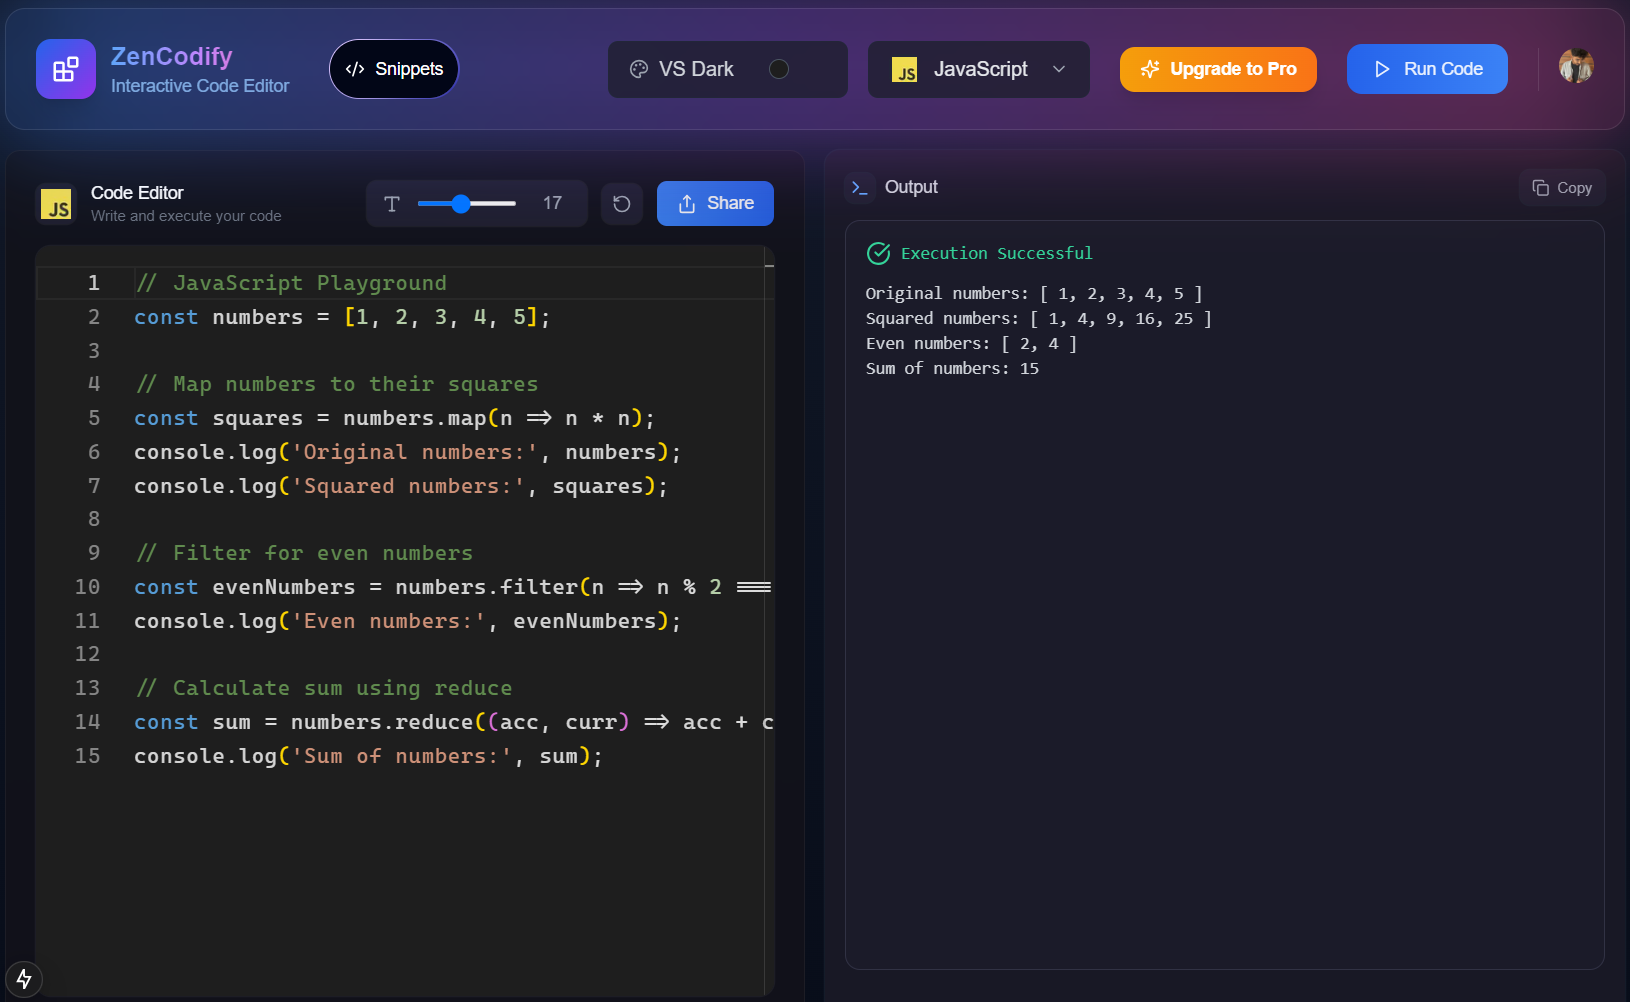 ZenCodify
Interactive Code Editor
</> Snippets
VS Dark
JS JavaScript
Upgrade to Pro
Run Code
JS
Code Editor
Write and execute your code
T
17
Share
1 // JavaScript Playground
2 const numbers = [1, 2, 3, 4, 5];
3
4 // Map numbers to their squares
5 const squares = numbers.map(n => n * n);
6 console.log('Original numbers:', numbers);
7 console.log('Squared numbers:', squares);
8
9 // Filter for even numbers
10 const evenNumbers = numbers.filter(n => n % 2 ===
11 console.log('Even numbers:', evenNumbers);
12
13 // Calculate sum using reduce
14 const sum = numbers.reduce((acc, curr) => acc + c
15 console.log('Sum of numbers:', sum);
>_ Output
Copy
Execution Successful
Original numbers: [ 1, 2, 3, 4, 5 ]
Squared numbers: [ 1, 4, 9, 16, 25 ]
Even numbers: [ 2, 4 ]
Sum of numbers: 15